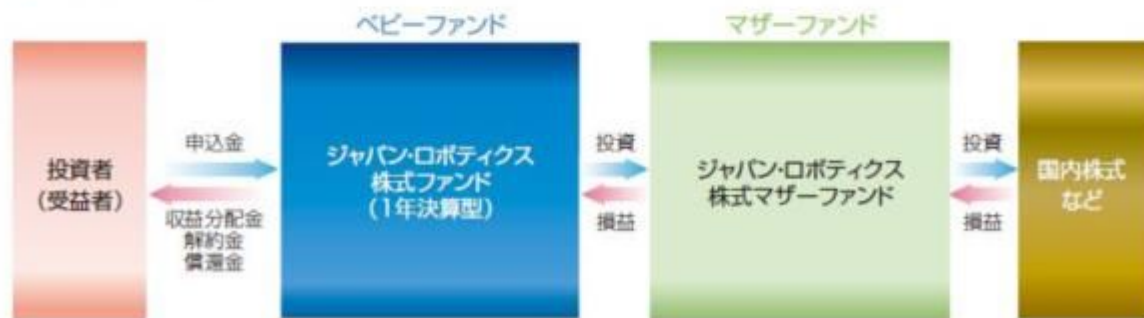 ベビーファンド
マザーファンド
投資者
(受益者)
申込金
収益分配金
解約金
償還金
ジャパン・ロボティクス
株式ファンド
(1年決算型)
投資
損益
ジャパン・ロボティクス
株式マザーファンド
投資
損益
国内株式
など